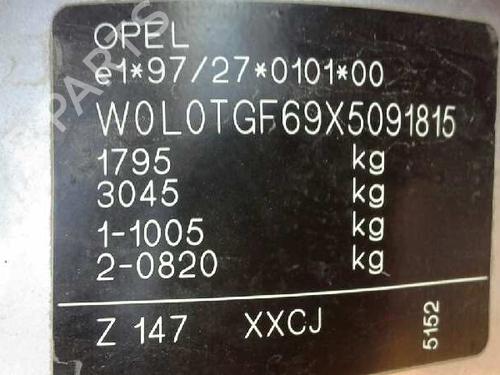 OPEL
e1*97/27*0101*00
W0L0TGF69X5091815
1795 kg
3045 kg
1-1005 kg
2-0820 kg
Z 147 XXCJ
5152